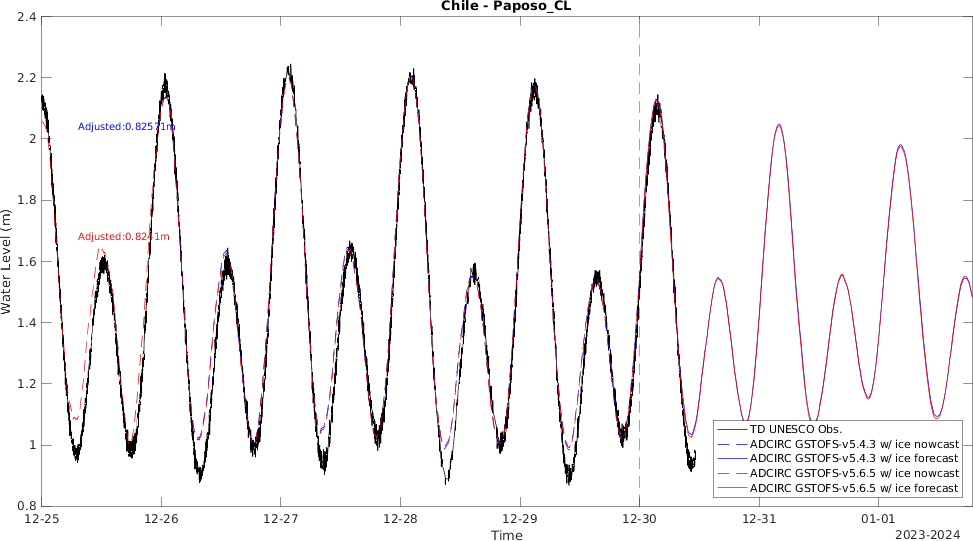 Chile - Paposo_CL
Water Level (m)
2.4
2.2
2
1.8
1.6
1.4
1.2
1
0.8
Adjusted:0.82571m
Adjusted:0.8241m
TD UNESCO Obs.
ADCIRC GSTOFS-v5.4.3 w/ ice nowcast
ADCIRC GSTOFS-v5.4.3 w/ ice forecast
ADCIRC GSTOFS-v5.6.5 w/ ice nowcast
ADCIRC GSTOFS-v5.6.5 w/ ice forecast
12-25 12-26 12-27 12-28 12-29 12-30 12-31 01-01
Time
2023-2024